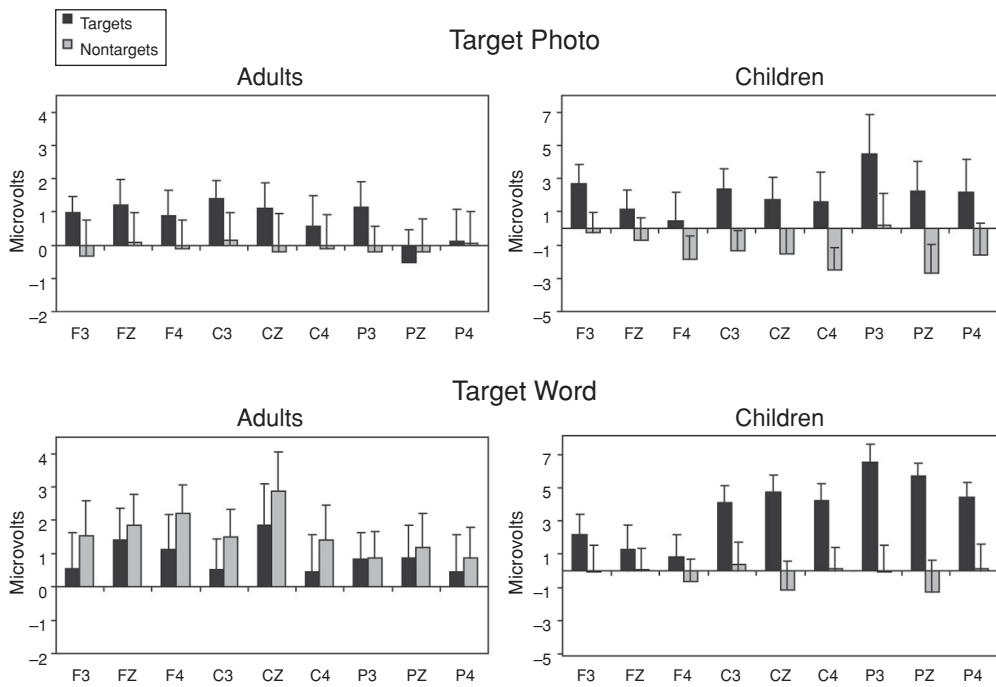 Targets
Nontargets
Target Photo
Adults
Children
Microvolts
4
3
2
1
0
–1
–2
F3 FZ F4 C3 CZ C4 P3 PZ P4
Microvolts
7
5
3
1
–1
–3
–5
F3 FZ F4 C3 CZ C4 P3 PZ P4
Target Word
Adults
Children
Microvolts
4
3
2
1
0
–1
–2
F3 FZ F4 C3 CZ C4 P3 PZ P4
Microvolts
7
5
3
1
–1
–3
–5
F3 FZ F4 C3 CZ C4 P3 PZ P4